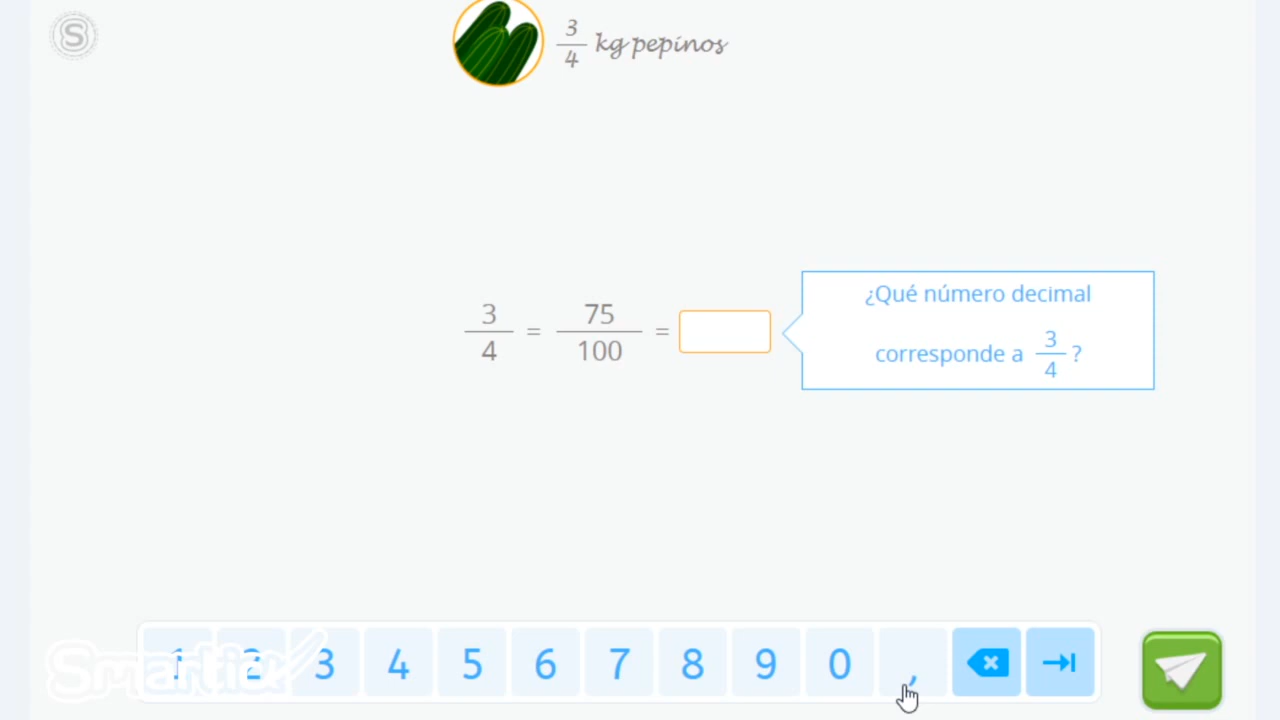 S
3/4 kg pepinos
3/4 = 75/100 =
¿Qué número decimal
corresponde a 3/4 ?
Smartick
1 2 3 4 5 6 7 8 9 0 ,